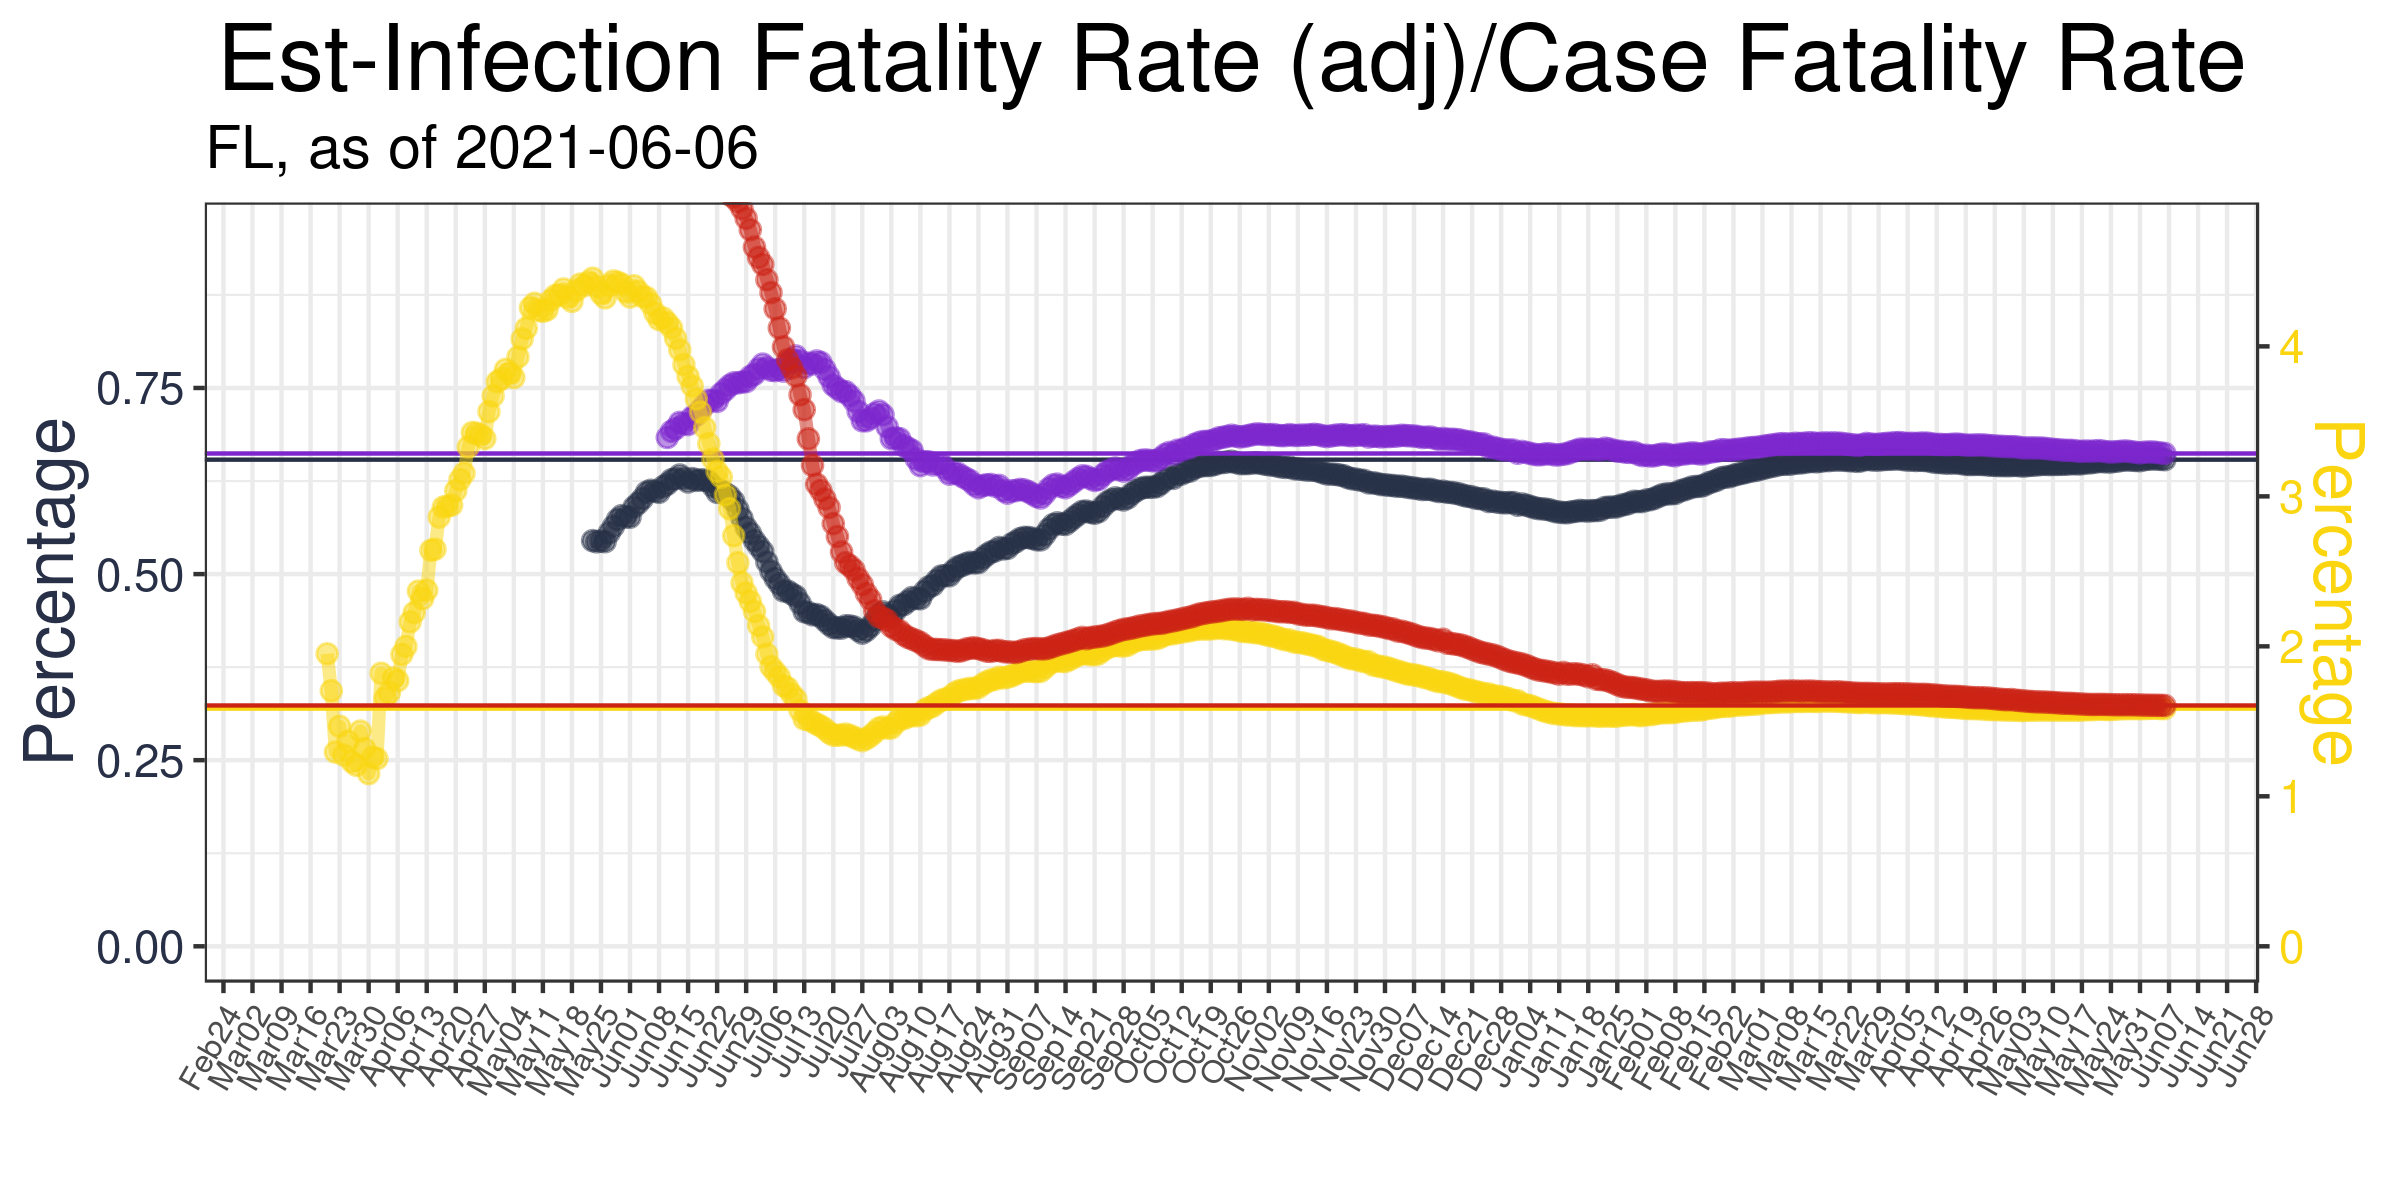 Est-Infection Fatality Rate (adj)/Case Fatality Rate
FL, as of 2021-06-06
Percentage
0.75
0.50
0.25
0.00
4
3
2
1
0
Percentage
Feb24
Mar02
Mar09
Mar16
Mar23
Mar30
Apr06
Apr13
Apr20
Apr27
May04
May11
May18
May25
Jun01
Jun08
Jun15
Jun22
Jun29
Jul06
Jul13
Jul20
Jul27
Aug03
Aug10
Aug17
Aug24
Aug31
Sep07
Sep14
Sep21
Sep28
Oct05
Oct12
Oct19
Oct26
Nov02
Nov09
Nov16
Nov23
Nov30
Dec07
Dec14
Dec21
Dec28
Jan04
Jan11
Jan18
Jan25
Feb01
Feb08
Feb15
Feb22
Mar01
Mar08
Mar15
Mar22
Mar29
Apr05
Apr12
Apr19
Apr26
May03
May10
May17
May24
May31
Jun07
Jun14
Jun21
Jun28